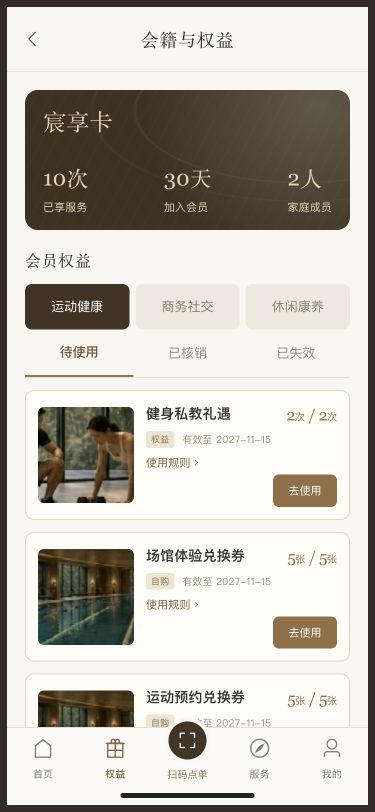 会籍与权益
宸享卡
10次
30天
2人
已享服务
加入会员
家庭成员
会员权益
运动健康
商务社交
休闲康养
待使用
已核销
已失效
健身私教礼遇
2次 / 2次
权益 有效至 2027-11-15
使用规则 >
去使用
场馆体验兑换券
5张 / 5张
自购 有效至 2027-11-15
使用规则 >
去使用
运动预约兑换券
5张 / 5张
自购
2027-11-15
首页
权益
扫码点单
服务
我的